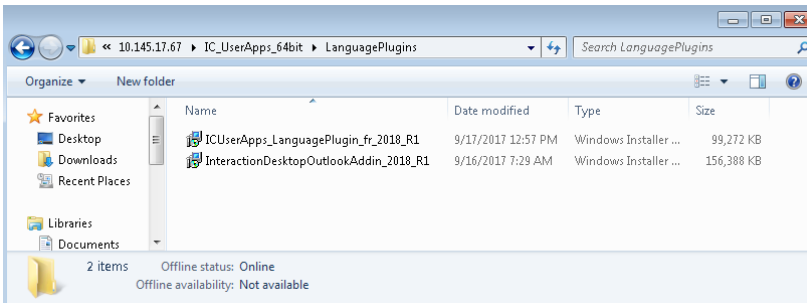 « 10.145.17.67 ▸ IC_UserApps_64bit ▸ LanguagePlugins Search LanguagePlugins
Organize New folder
Favorites
Desktop
Downloads
Recent Places
Libraries
Documents
Name Date modified Type Size
ICUserApps_LanguagePlugin_fr_2018_R1 9/17/2017 12:57 PM Windows Installer ... 99,272 KB
InteractionDesktopOutlookAddin_2018_R1 9/16/2017 7:29 AM Windows Installer ... 156,388 KB
2 items Offline status: Online
Offline availability: Not available